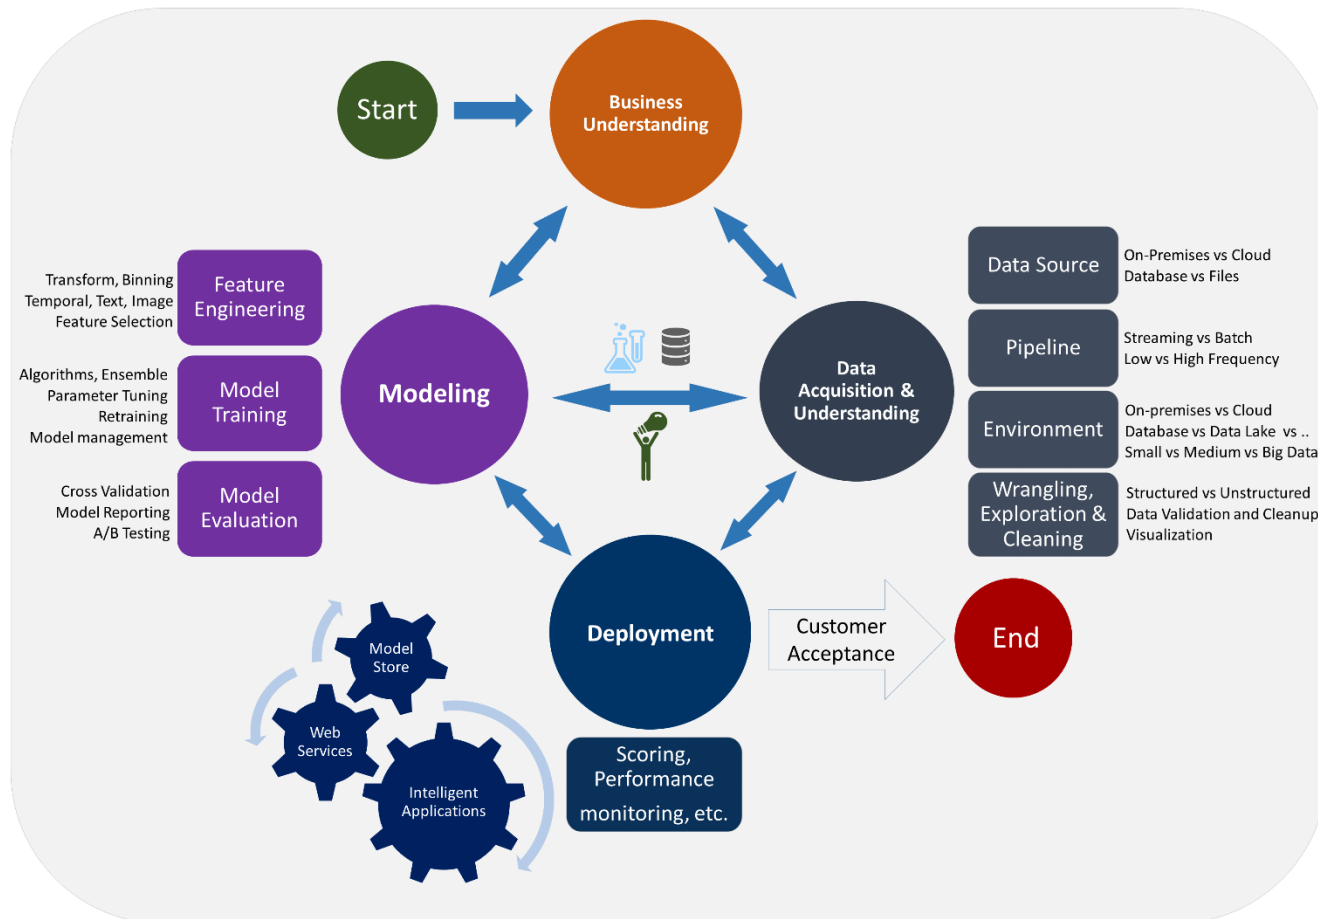 Start
Business
Understanding
Feature
Engineering
Transform, Binning
Temporal, Text, Image
Feature Selection
Model
Training
Algorithms, Ensemble
Parameter Tuning
Retraining
Model management
Model
Evaluation
Cross Validation
Model Reporting
A/B Testing
Modeling
Data
Acquisition &
Understanding
Data Source
On-Premises vs Cloud
Database vs Files
Pipeline
Streaming vs Batch
Low vs High Frequency
Environment
On-premises vs Cloud
Database vs Data Lake vs ..
Small vs Medium vs Big Data
Wrangling,
Exploration &
Cleaning
Structured vs Unstructured
Data Validation and Cleanup
Visualization
Deployment
Customer
Acceptance
End
Model
Store
Web
Services
Intelligent
Applications
Scoring,
Performance
monitoring, etc.